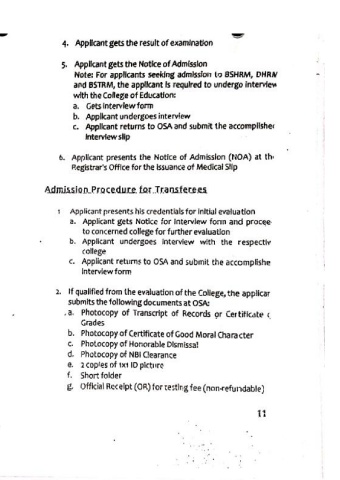 4. Applicant gets the result of examination
5. Applicant gets the Notice of Admission
Note: For applicants seeking admission to BSHRM, DHRM
and BSTRM, the applicant is required to undergo interview
with the College of Education:
a. Gets interview form
b. Applicant undergoes interview
c. Applicant returns to OSA and submit the accomplishe
interview slip
6. Applicant presents the Notice of Admission (NOA) at th
Registrar's Office for the issuance of Medical Slip
Admission Procedure for Transferees
1 Applicant presents his credentials for initial evaluation
a. Applicant gets Notice for Interview form and procee
to concerned college for further evaluation
b. Applicant undergoes interview with the respectiv
college
c. Applicant returns to OSA and submit the accomplishe
interview form
2. If qualified from the evaluation of the College, the applicar
submits the following documents at OSA:
a. Photocopy of Transcript of Records or Certificate c
Grades
b. Photocopy of Certificate of Good Moral Character
c. Photocopy of Honorable Dismissal
d. Photocopy of NBI Clearance
e. 2 copies of 1x1 ID picture
f. Short folder
g. Official Receipt (OR) for testing fee (non-refundable)
11